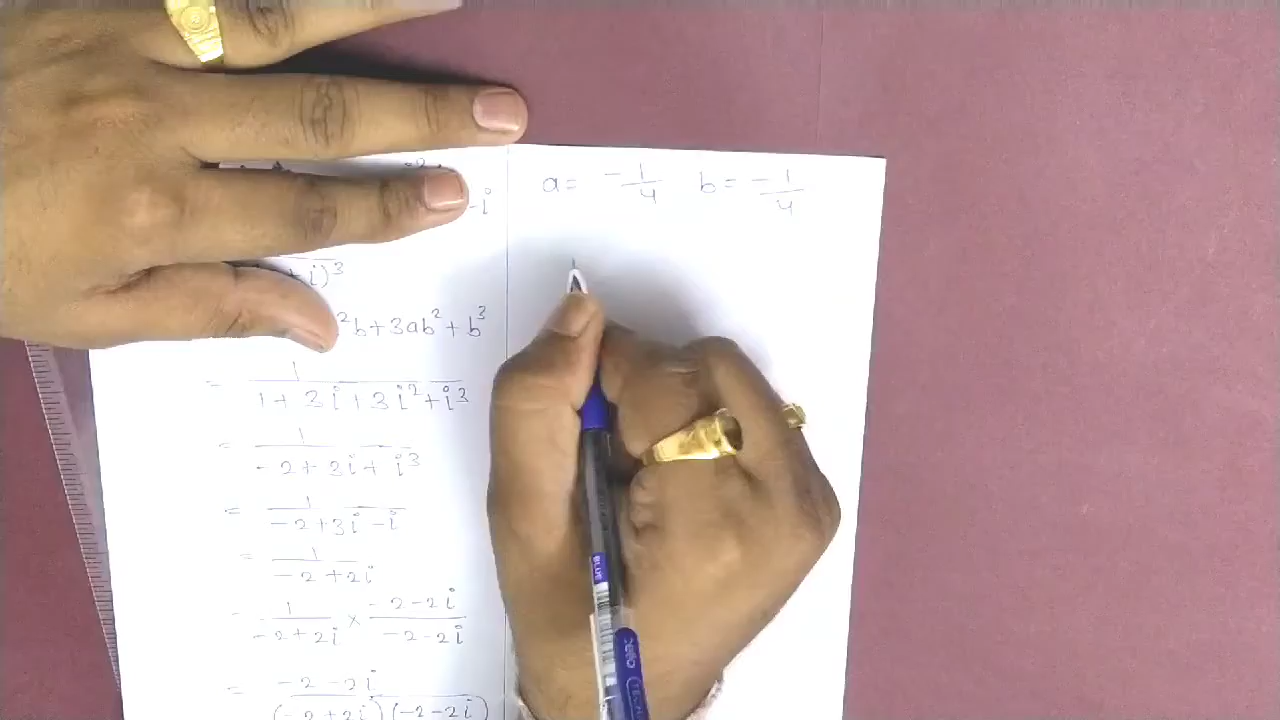 -i
+ i)³
²b+3ab²+b³
= 1/(1+3i+3i²+i³)
= 1/(-2+3i+i³)
= 1/(-2+3i-i)
= 1/(-2+2i)
= 1/(-2+2i) × (-2-2i)/(-2-2i)
= (-2-2i)/((-2+2i)(-2-2i))
a = -1/4 b = -1/4
BLUE
cello